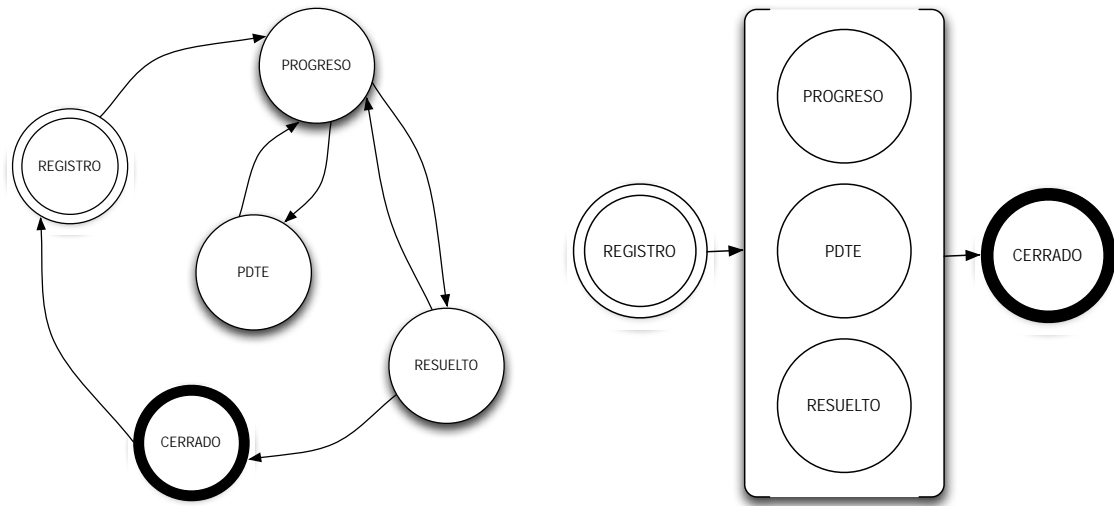 PROGRESO
REGISTRO
PDTE
RESUELTO
CERRADO
PROGRESO
REGISTRO
PDTE
CERRADO
RESUELTO